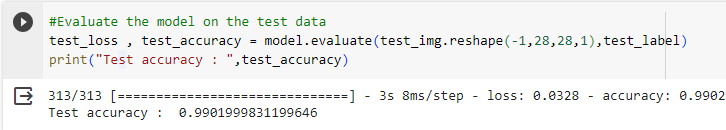 #Evaluate the model on the test data
test_loss , test_accuracy = model.evaluate(test_img.reshape(-1,28,28,1),test_label)
print("Test accuracy : ",test_accuracy)
313/313 [==============================] - 3s 8ms/step - loss: 0.0328 - accuracy: 0.9902
Test accuracy :  0.9901999831199646